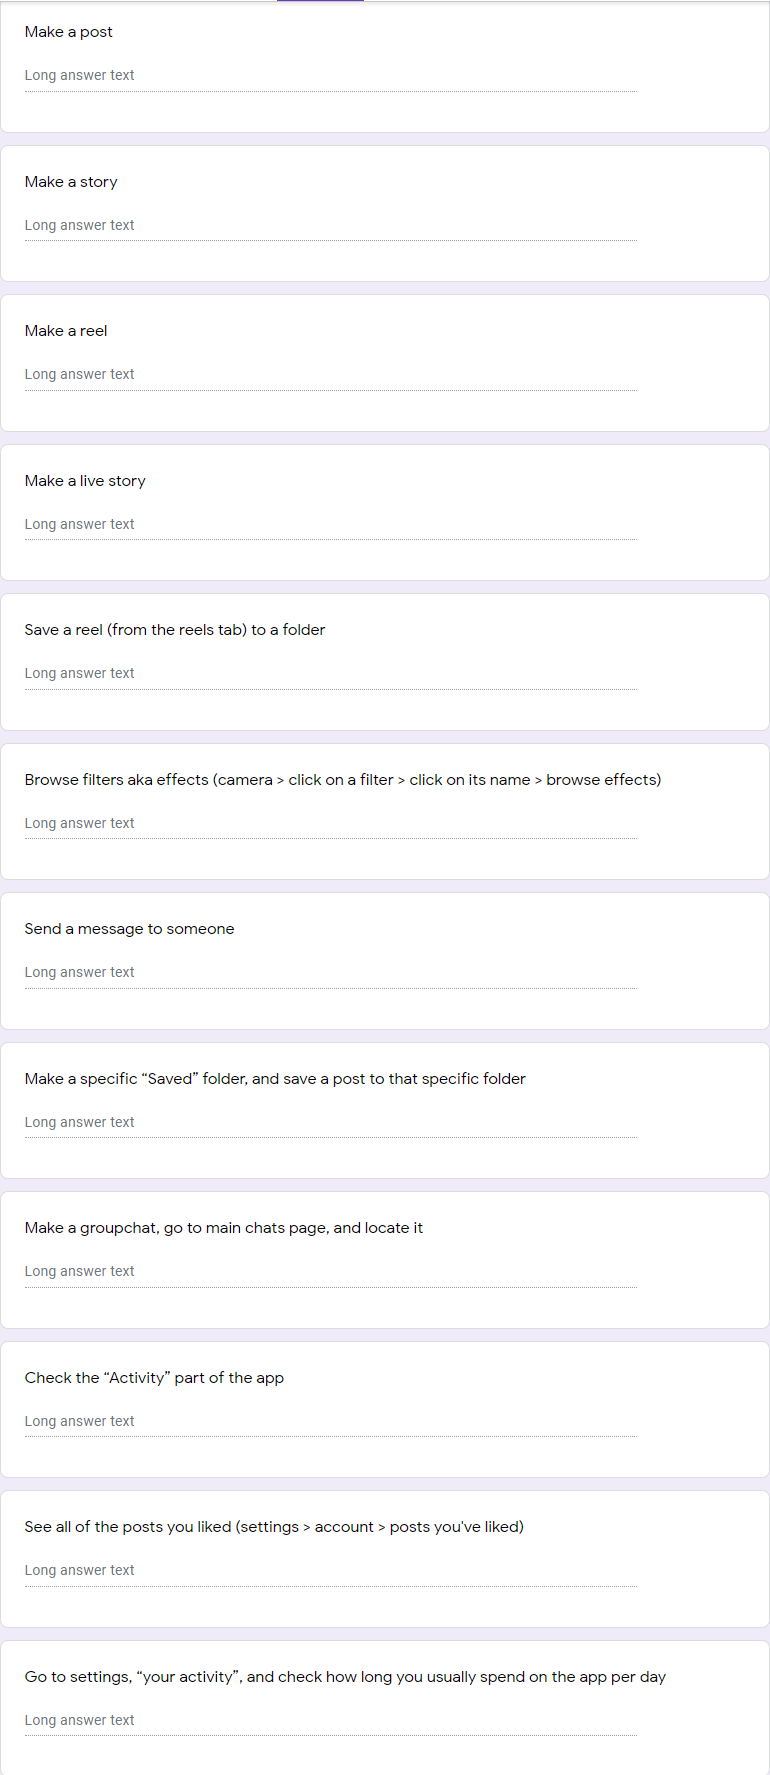 Make a post
Long answer text
Make a story
Long answer text
Make a reel
Long answer text
Make a live story
Long answer text
Save a reel (from the reels tab) to a folder
Long answer text
Browse filters aka effects (camera > click on a filter > click on its name > browse effects)
Long answer text
Send a message to someone
Long answer text
Make a specific “Saved” folder, and save a post to that specific folder
Long answer text
Make a groupchat, go to main chats page, and locate it
Long answer text
Check the “Activity” part of the app
Long answer text
See all of the posts you liked (settings > account > posts you've liked)
Long answer text
Go to settings, “your activity”, and check how long you usually spend on the app per day
Long answer text